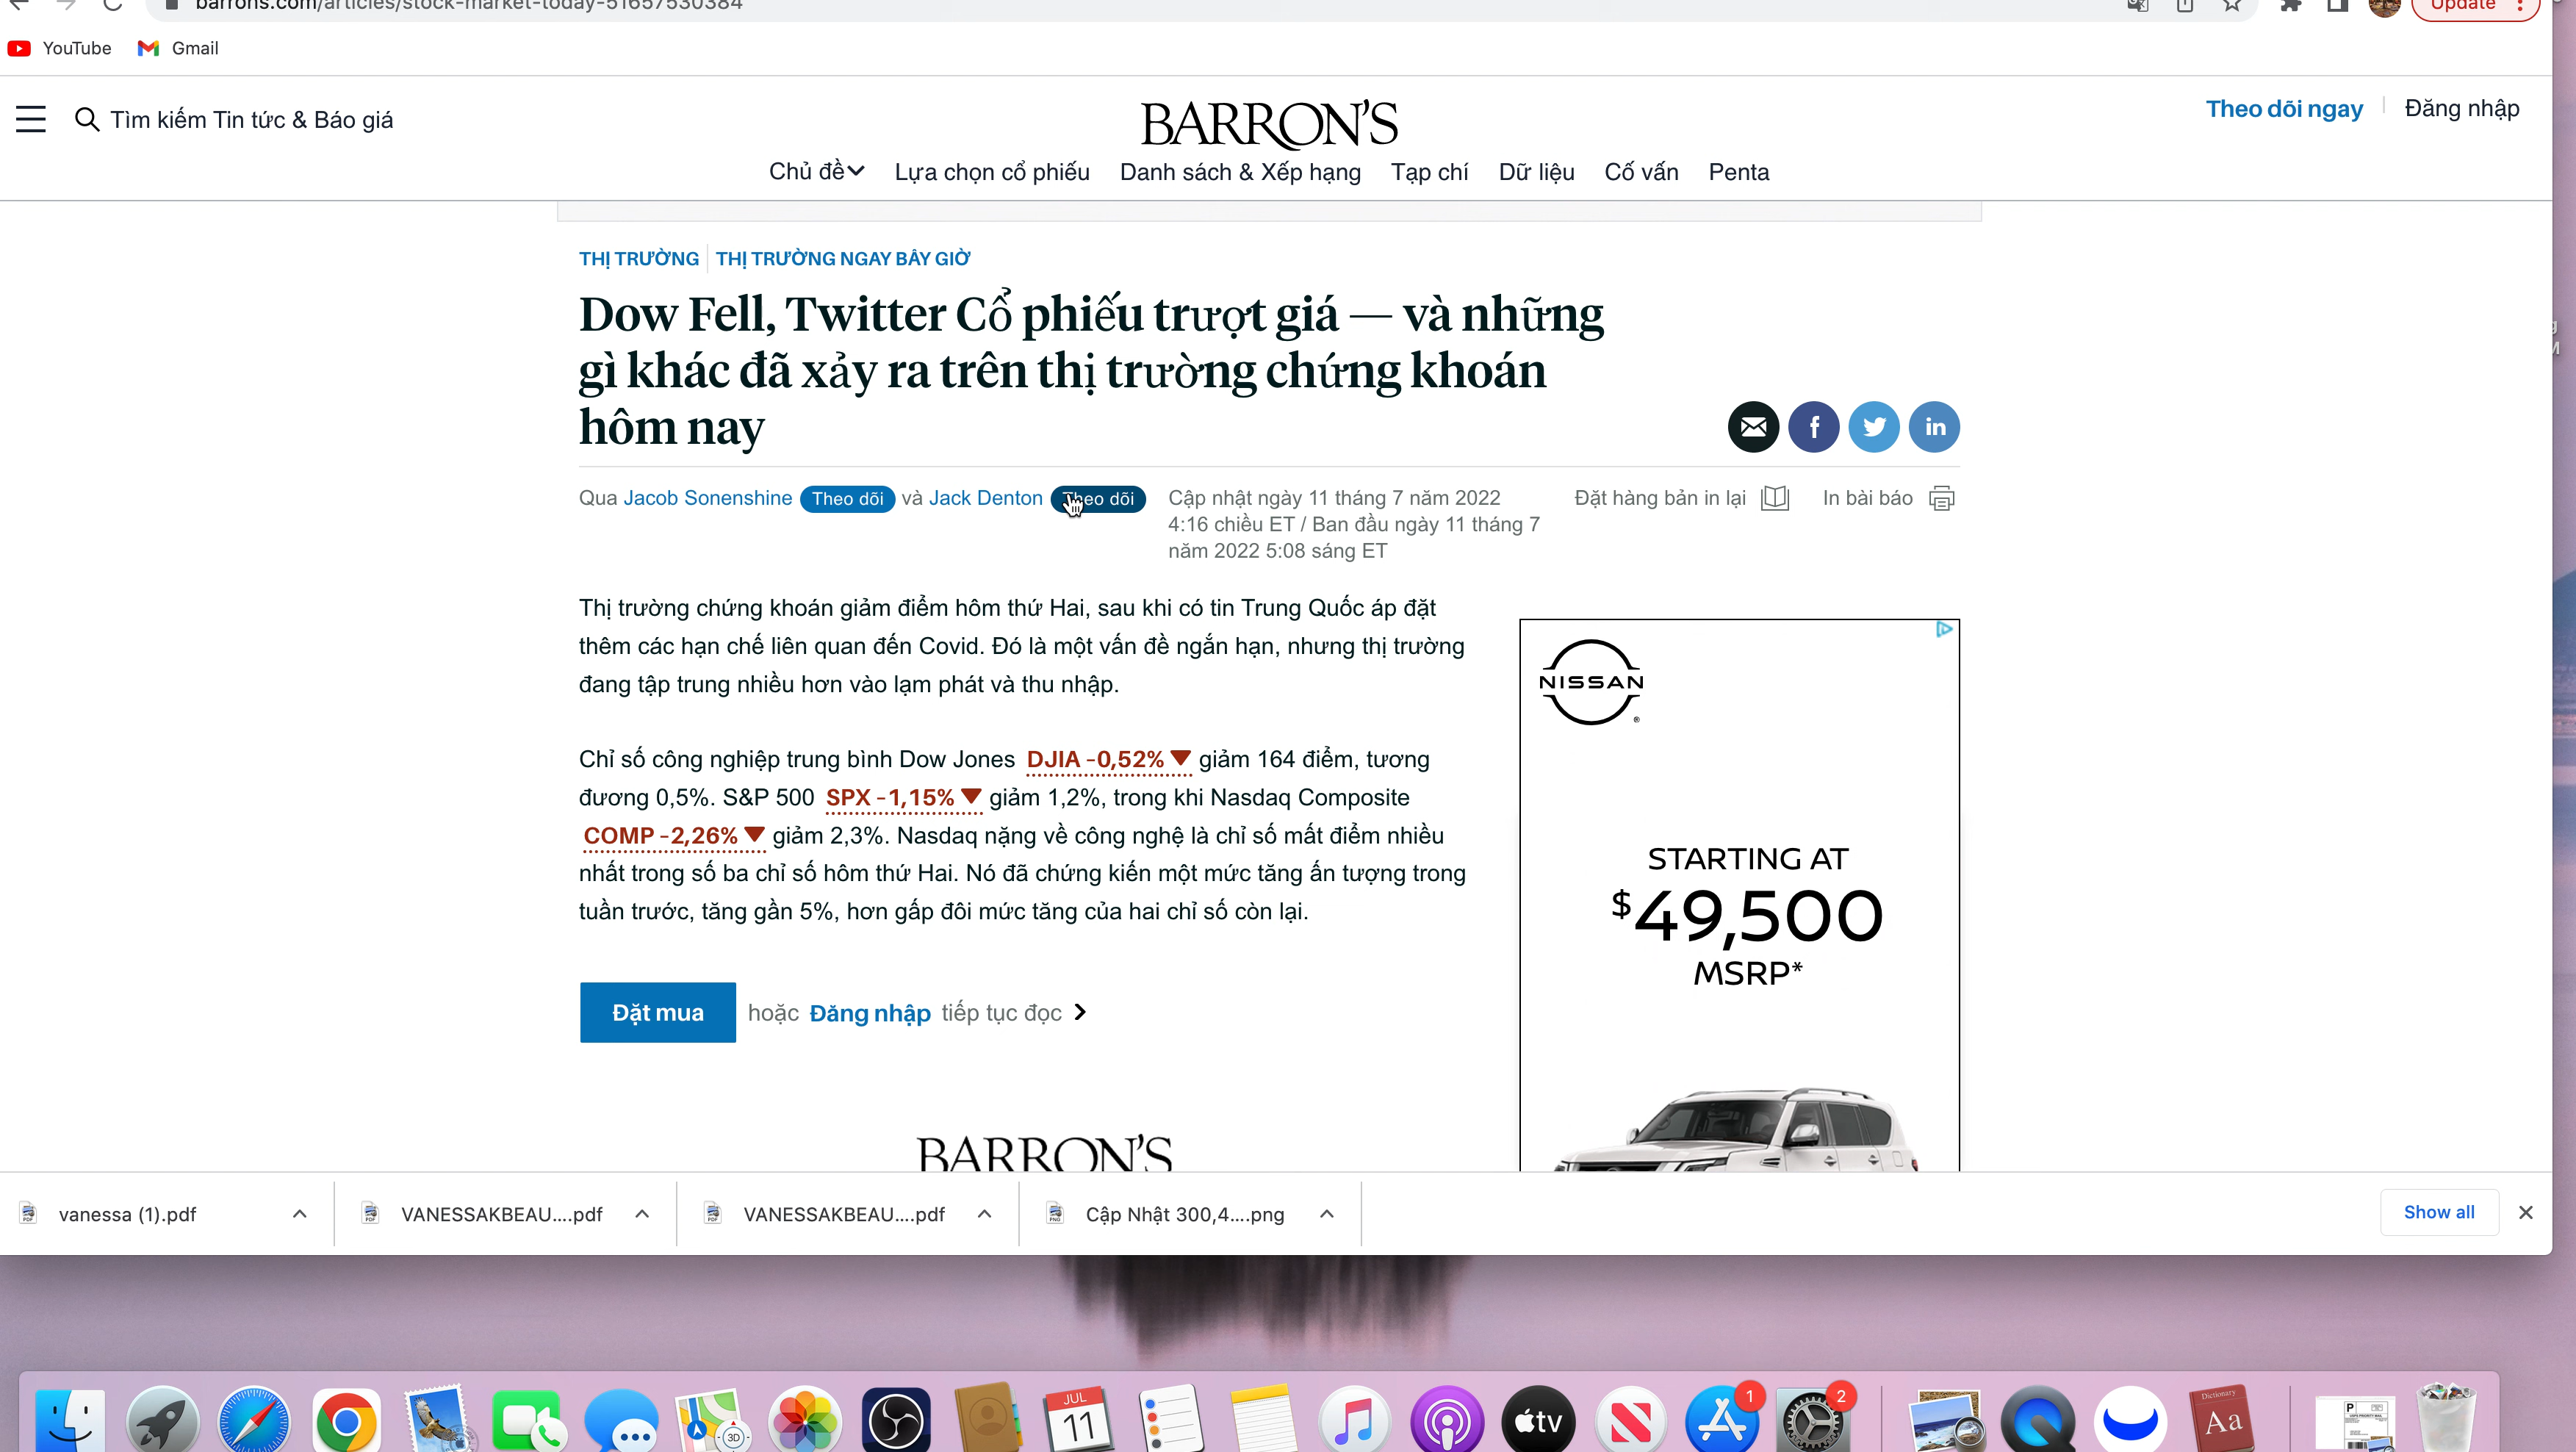 barrons.com/articles/stock-market-today-51657530384
Update
YouTube
Gmail
Tìm kiếm Tin tức & Báo giá
BARRON'S
Theo dõi ngay
Đăng nhập
Chủ đề
Lựa chọn cổ phiếu
Danh sách & Xếp hạng
Tạp chí
Dữ liệu
Cố vấn
Penta
THỊ TRƯỜNG
THỊ TRƯỜNG NGAY BÂY GIỜ
Dow Fell, Twitter Cổ phiếu trượt giá — và những
gì khác đã xảy ra trên thị trường chứng khoán
hôm nay
Qua Jacob Sonenshine Theo dõi và Jack Denton Theo dõi
Cập nhật ngày 11 tháng 7 năm 2022
4:16 chiều ET / Ban đầu ngày 11 tháng 7
năm 2022 5:08 sáng ET
Đặt hàng bản in lại
In bài báo
Thị trường chứng khoán giảm điểm hôm thứ Hai, sau khi có tin Trung Quốc áp đặt
thêm các hạn chế liên quan đến Covid. Đó là một vấn đề ngắn hạn, nhưng thị trường
đang tập trung nhiều hơn vào lạm phát và thu nhập.
Chỉ số công nghiệp trung bình Dow Jones DJIA -0,52% ▼ giảm 164 điểm, tương
đương 0,5%. S&P 500 SPX -1,15% ▼ giảm 1,2%, trong khi Nasdaq Composite
COMP -2,26% ▼ giảm 2,3%. Nasdaq nặng về công nghệ là chỉ số mất điểm nhiều
nhất trong số ba chỉ số hôm thứ Hai. Nó đã chứng kiến một mức tăng ấn tượng trong
tuần trước, tăng gần 5%, hơn gấp đôi mức tăng của hai chỉ số còn lại.
Đặt mua hoặc Đăng nhập tiếp tục đọc
NISSAN
STARTING AT
$49,500
MSRP*
BARRON'S
vanessa (1).pdf
VANESSAKBEAU....pdf
VANESSAKBEAU....pdf
Cập Nhật 300,4....png
Show all
3D
JUL
11
tv
1
2
Dictionary
Aa
P